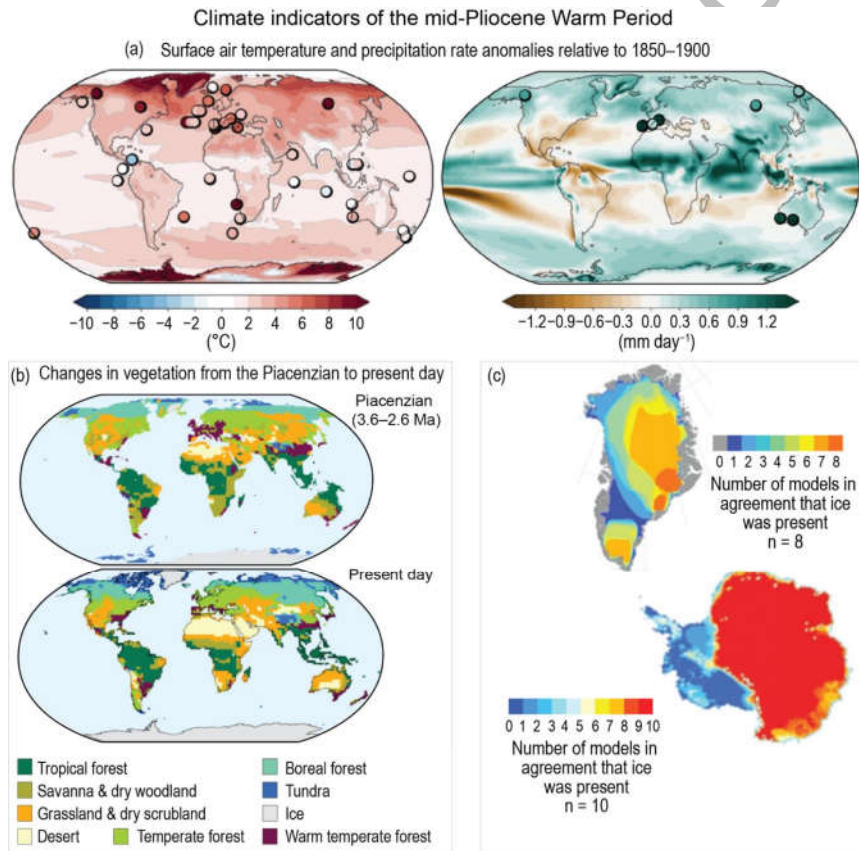 Climate indicators of the mid-Pliocene Warm Period
(a) Surface air temperature and precipitation rate anomalies relative to 1850–1900
−10 −8 −6 −4 −2 0 2 4 6 8 10
(°C)
−1.2 −0.9 −0.6 −0.3 0.0 0.3 0.6 0.9 1.2
(mm day⁻¹)
(b) Changes in vegetation from the Piacenzian to present day
Piacenzian
(3.6–2.6 Ma)
Present day
Tropical forest
Boreal forest
Savanna & dry woodland
Tundra
Grassland & dry scrubland
Ice
Desert
Temperate forest
Warm temperate forest
(c)
0 1 2 3 4 5 6 7 8
Number of models in
agreement that ice
was present
n = 8
0 1 2 3 4 5 6 7 8 9 10
Number of models in
agreement that ice
was present
n = 10